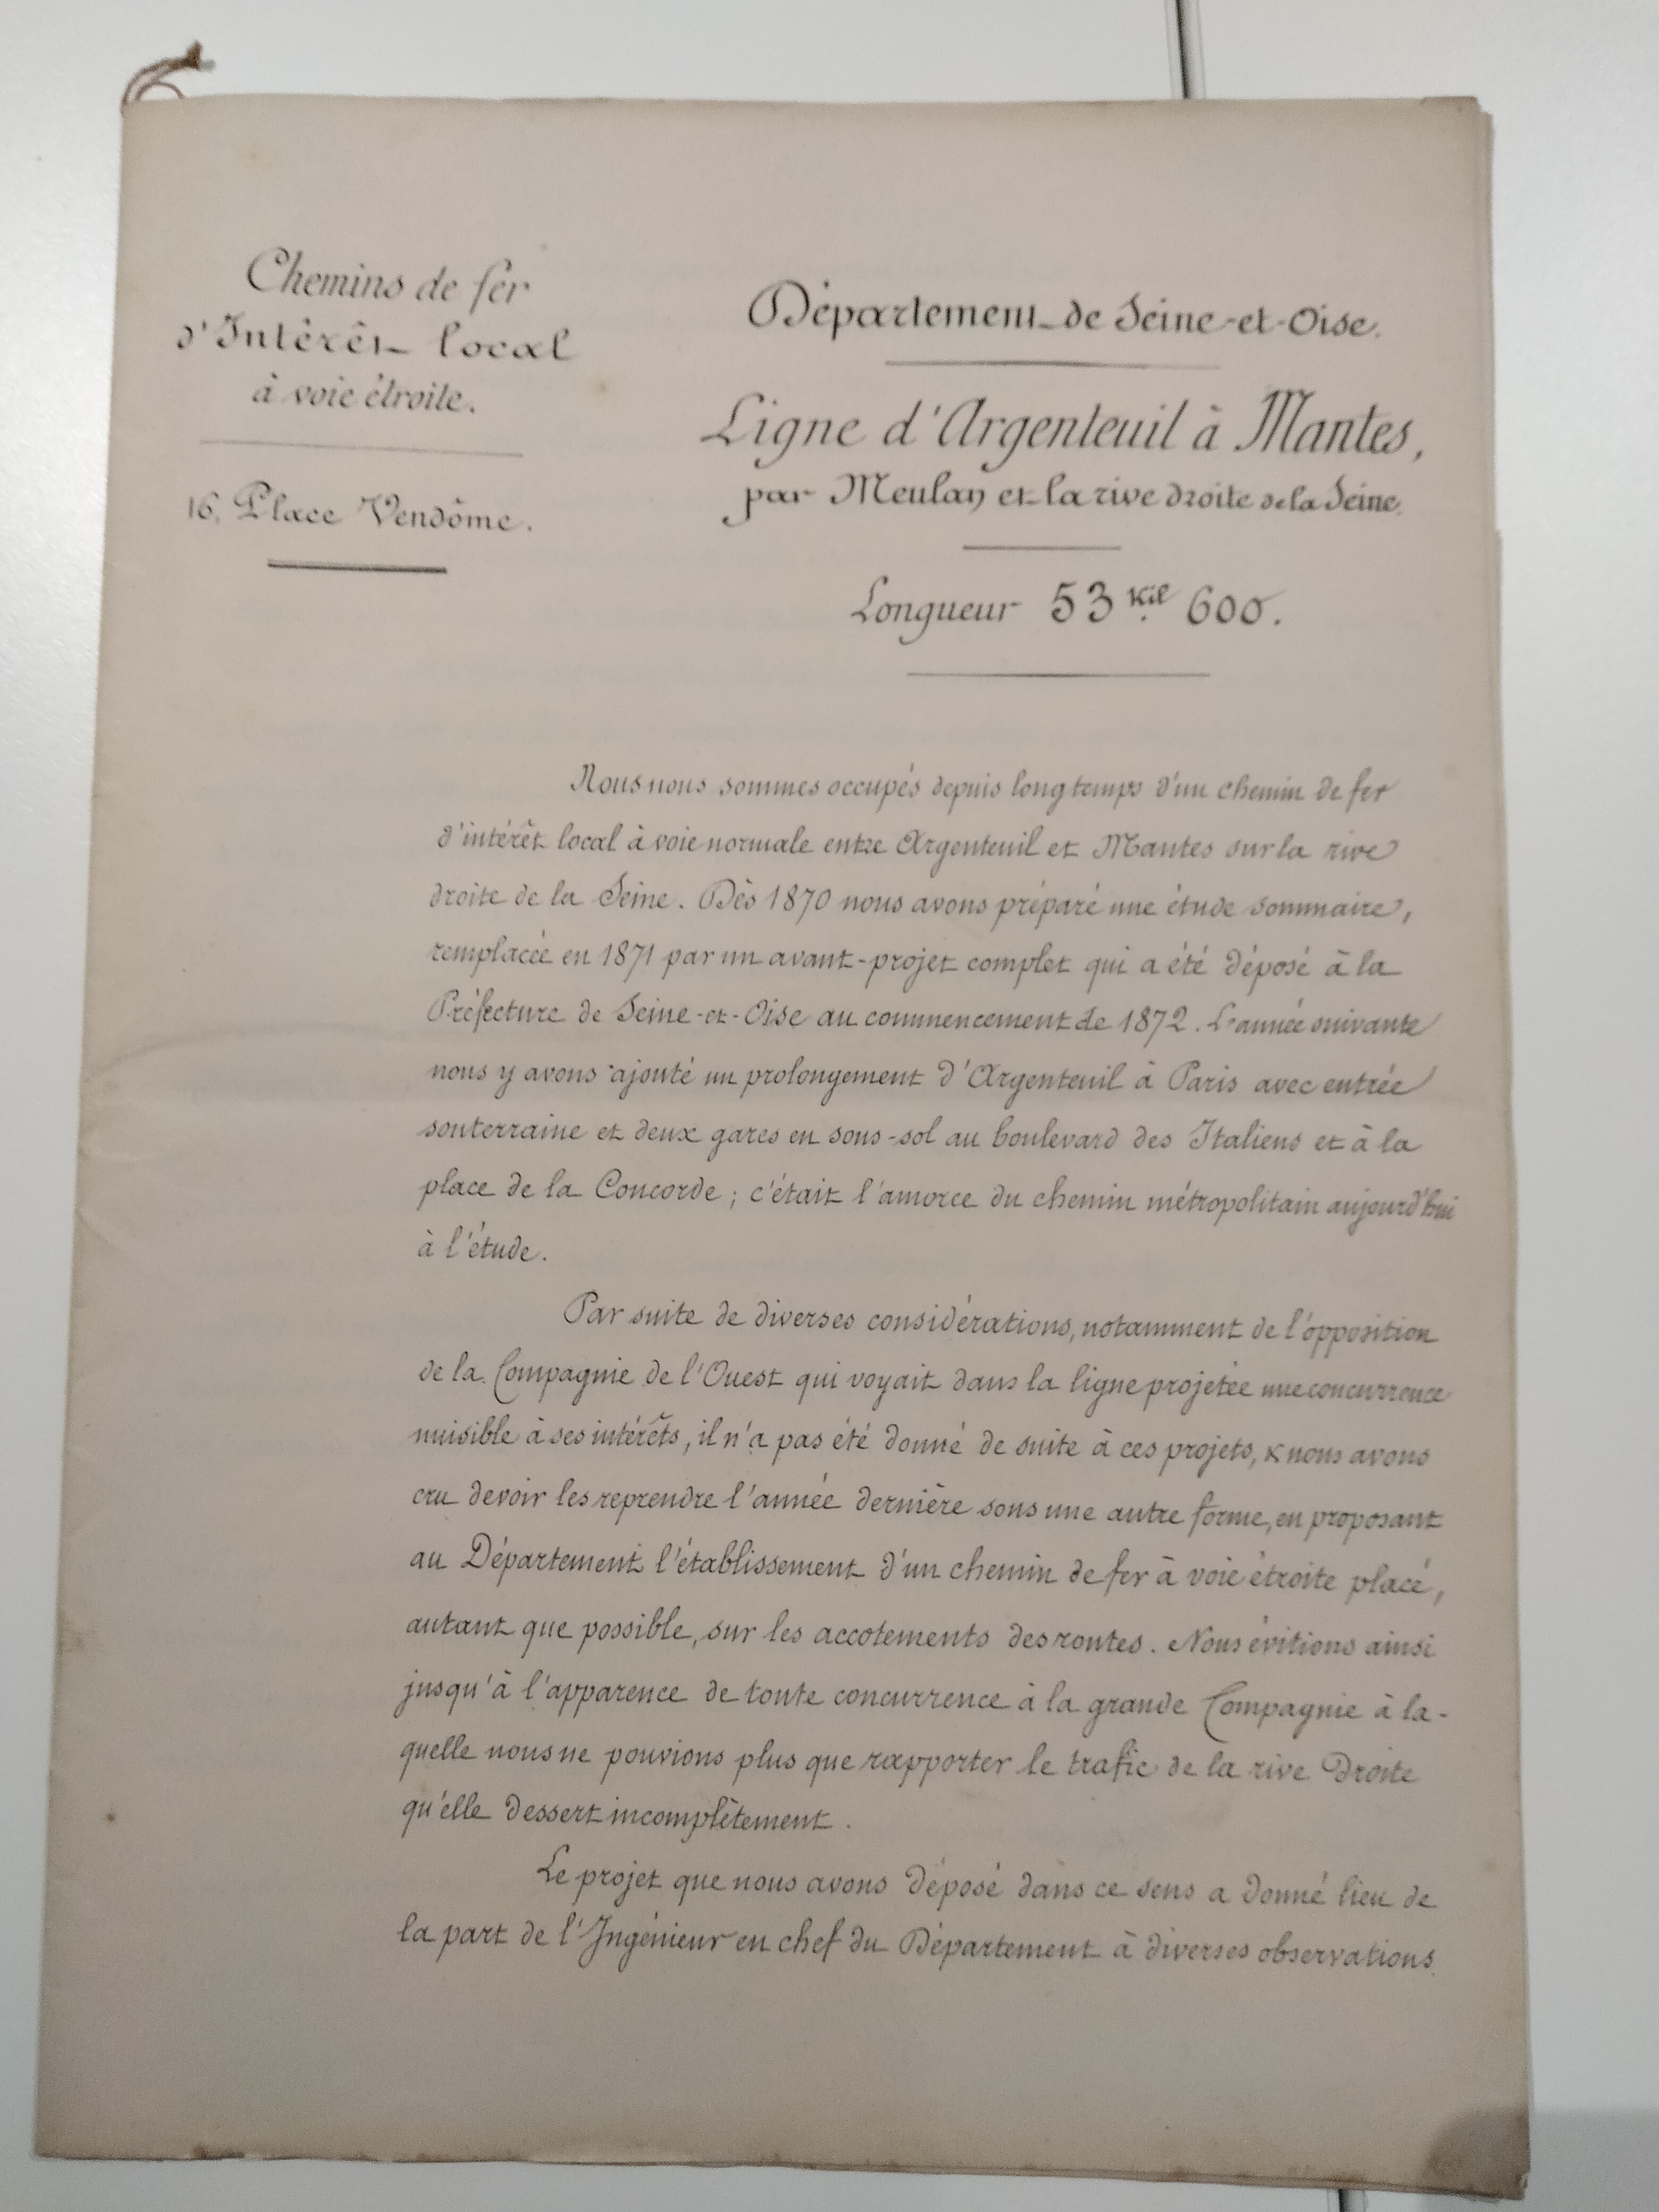 Chemins de fer
d'Intérêt local
à voie étroite.
16, Place Vendôme.
Département de Seine-et-Oise.
Ligne d'Argenteuil à Mantes,
par Meulan et la rive droite de la Seine.
Longueur 53 Kil. 600.
Nous nous sommes occupés depuis longtemps d'un chemin de fer
d'intérêt local à voie normale entre Argenteuil et Mantes sur la rive
droite de la Seine. Dès 1870 nous avons préparé une étude sommaire,
remplacée en 1871 par un avant-projet complet qui a été déposé à la
Préfecture de Seine-et-Oise au commencement de 1872. L'année suivante
nous y avons ajouté un prolongement d'Argenteuil à Paris avec entrée
souterraine et deux gares en sous-sol au boulevard des Italiens et à la
place de la Concorde ; c'était l'amorce du chemin métropolitain aujourd'hui
à l'étude.
Par suite de diverses considérations, notamment de l'opposition
de la Compagnie de l'Ouest qui voyait dans la ligne projetée une concurrence
nuisible à ses intérêts, il n'a pas été donné de suite à ces projets, & nous avons
cru devoir les reprendre l'année dernière sous une autre forme, en proposant
au Département l'établissement d'un chemin de fer à voie étroite placé,
autant que possible, sur les accotements des routes. Nous évitions ainsi
jusqu'à l'apparence de toute concurrence à la grande Compagnie à la-
quelle nous ne pouvions plus que rapporter le trafic de la rive droite
qu'elle dessert incomplètement.
Le projet que nous avons déposé dans ce sens a donné lieu de
la part de l'Ingénieur en chef du Département à diverses observations